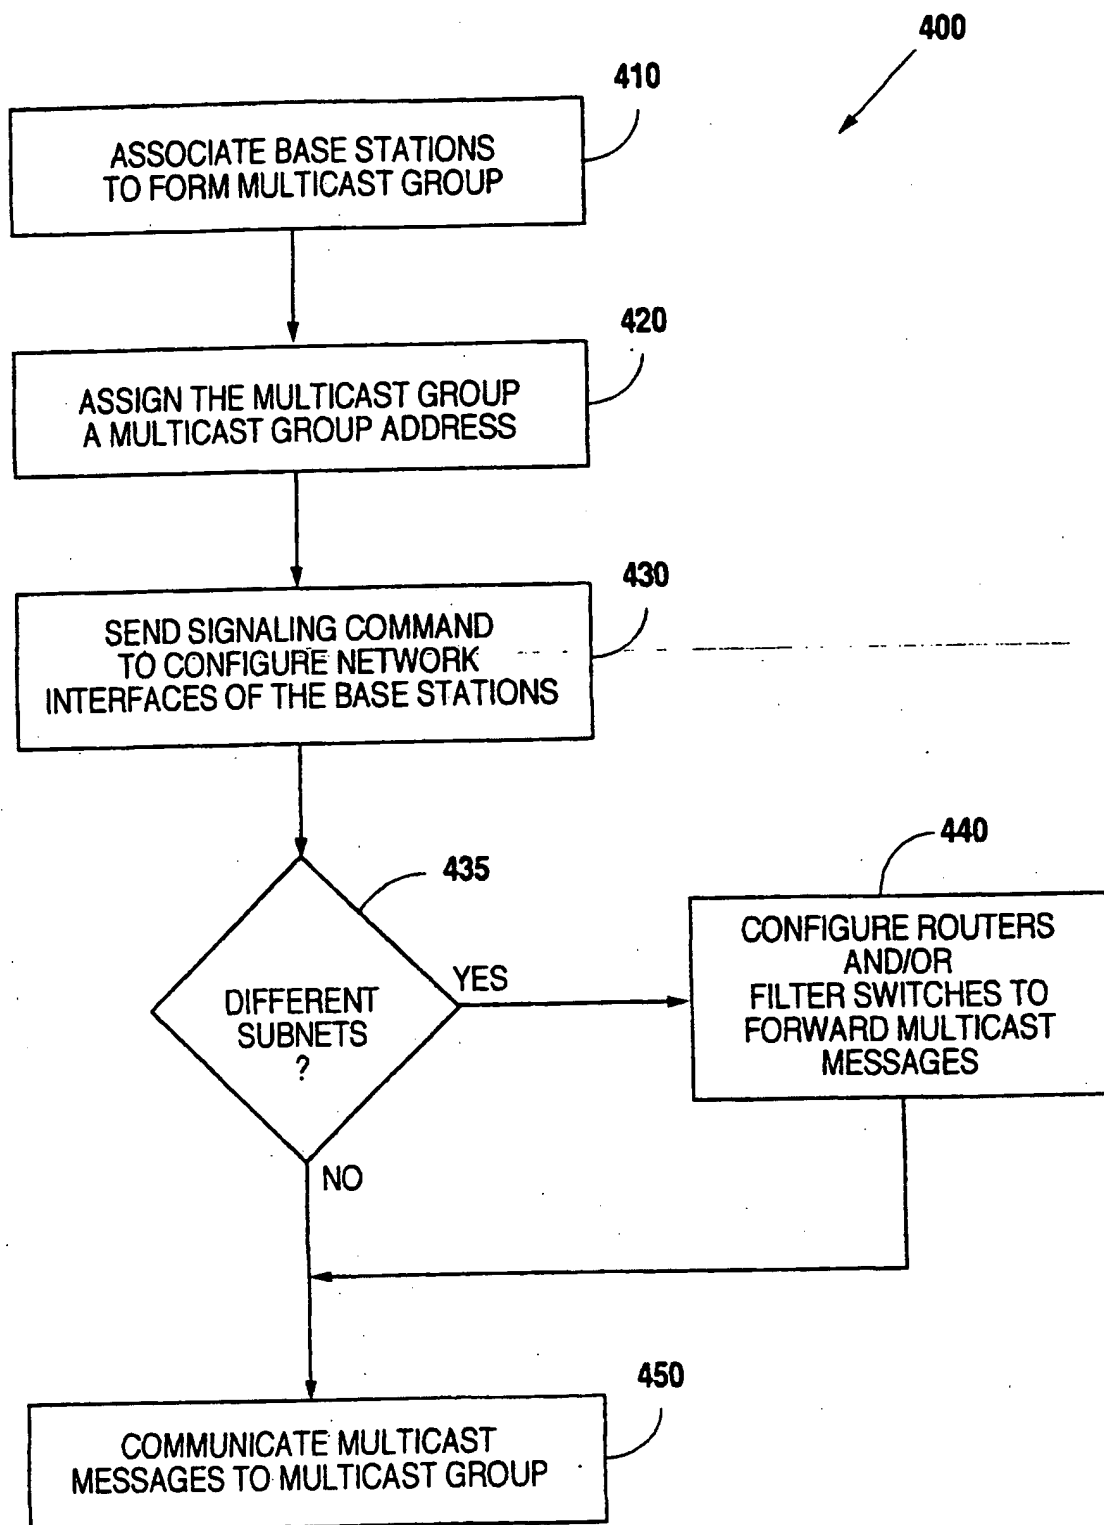 400
410
ASSOCIATE BASE STATIONS
TO FORM MULTICAST GROUP
420
ASSIGN THE MULTICAST GROUP
A MULTICAST GROUP ADDRESS
430
SEND SIGNALING COMMAND
TO CONFIGURE NETWORK
INTERFACES OF THE BASE STATIONS
435
DIFFERENT
SUBNETS
?
YES
440
CONFIGURE ROUTERS
AND/OR
FILTER SWITCHES TO
FORWARD MULTICAST
MESSAGES
NO
450
COMMUNICATE MULTICAST
MESSAGES TO MULTICAST GROUP